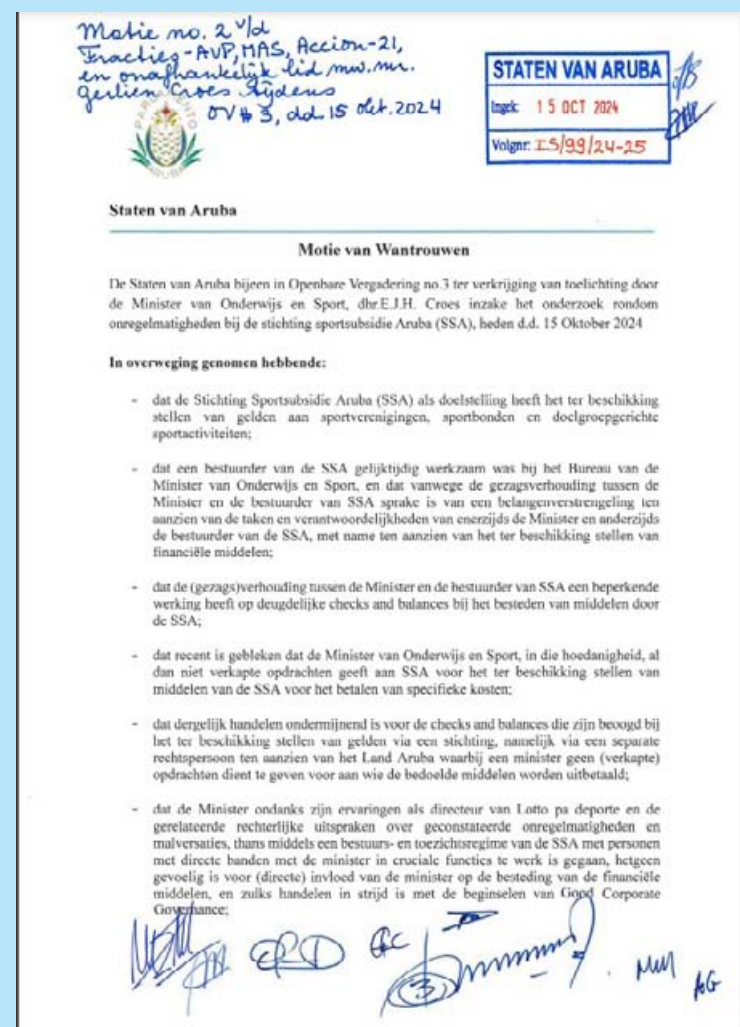 Motie no. 2 v/d
Fracties - AVP, MAS, Accion-21,
en onafhankelijk lid mw. mr.
Gerlien Croes tijdens
OV # 3, dd. 15 okt. 2024
STATEN VAN ARUBA
Ingek: 15 OCT 2024
Volgnr: IS/99/24-25
PARLAMENTO
ARUBA
Staten van Aruba
Motie van Wantrouwen
De Staten van Aruba bijeen in Openbare Vergadering no.3 ter verkrijging van toelichting door
de Minister van Onderwijs en Sport, dhr.E.J.H. Croes inzake het onderzoek rondom
onregelmatigheden bij de stichting sportsubsidie Aruba (SSA), heden d.d. 15 Oktober 2024
In overweging genomen hebbende:
- dat de Stichting Sportsubsidie Aruba (SSA) als doelstelling heeft het ter beschikking
stellen van gelden aan sportverenigingen, sportbonden en doelgroepgerichte
sportactiviteiten;
- dat een bestuurder van de SSA gelijktijdig werkzaam was bij het Bureau van de
Minister van Onderwijs en Sport, en dat vanwege de gezagsverhouding tussen de
Minister en de bestuurder van SSA sprake is van een belangenverstrengeling ten
aanzien van de taken en verantwoordelijkheden van enerzijds de Minister en anderzijds
de bestuurder van de SSA, met name ten aanzien van het ter beschikking stellen van
financiële middelen;
- dat de (gezags)verhouding tussen de Minister en de bestuurder van SSA een beperkende
werking heeft op deugdelijke checks and balances bij het besteden van middelen door
de SSA;
- dat recent is gebleken dat de Minister van Onderwijs en Sport, in die hoedanigheid, al
dan niet verkapte opdrachten geeft aan SSA voor het ter beschikking stellen van
middelen van de SSA voor het betalen van specifieke kosten;
- dat dergelijk handelen ondermijnend is voor de checks and balances die zijn beoogd bij
het ter beschikking stellen van gelden via een stichting, namelijk via een separate
rechtspersoon ten aanzien van het Land Aruba waarbij een minister geen (verkapte)
opdrachten dient te geven voor aan wie de bedoelde middelen worden uitbetaald;
- dat de Minister ondanks zijn ervaringen als directeur van Lotto pa deporte en de
gerelateerde rechterlijke uitspraken over geconstateerde onregelmatigheden en
malversaties, thans middels een bestuurs- en toezichtsregime van de SSA met personen
met directe banden met de minister in cruciale functies te werk is gegaan, hetgeen
gevoelig is voor (directe) invloed van de minister op de besteding van de financiële
middelen, en zulks handelen in strijd is met de beginselen van Good Corporate
Governance;
AG